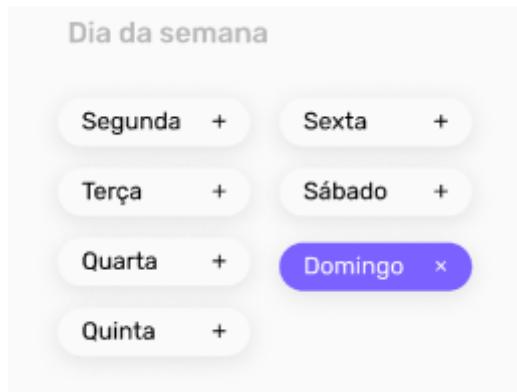 Dia da semana
Segunda +
Terça +
Quarta +
Quinta +
Sexta +
Sábado +
Domingo ×